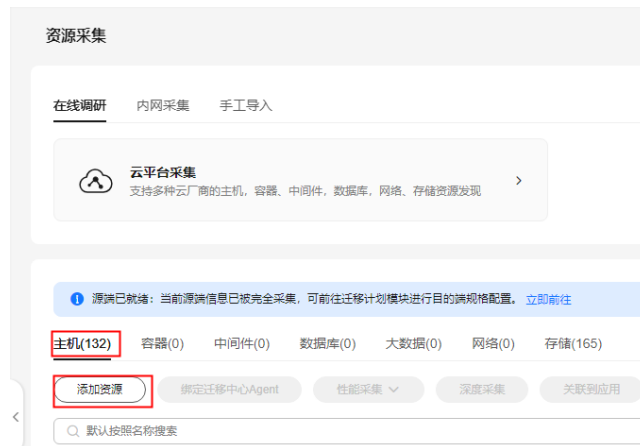 资源采集
在线调研 内网采集 手工导入
云平台采集
支持多种云厂商的主机，容器、中间件，数据库，网络、存储资源发现
源端已就绪：当前源端信息已被完全采集，可前往迁移计划模块进行目的端规格配置。 立即前往
主机(132) 容器(0) 中间件(0) 数据库(0) 大数据(0) 网络(0) 存储(165)
添加资源 绑定迁移中心Agent 性能采集 深度采集 关联到应用
默认按照名称搜索